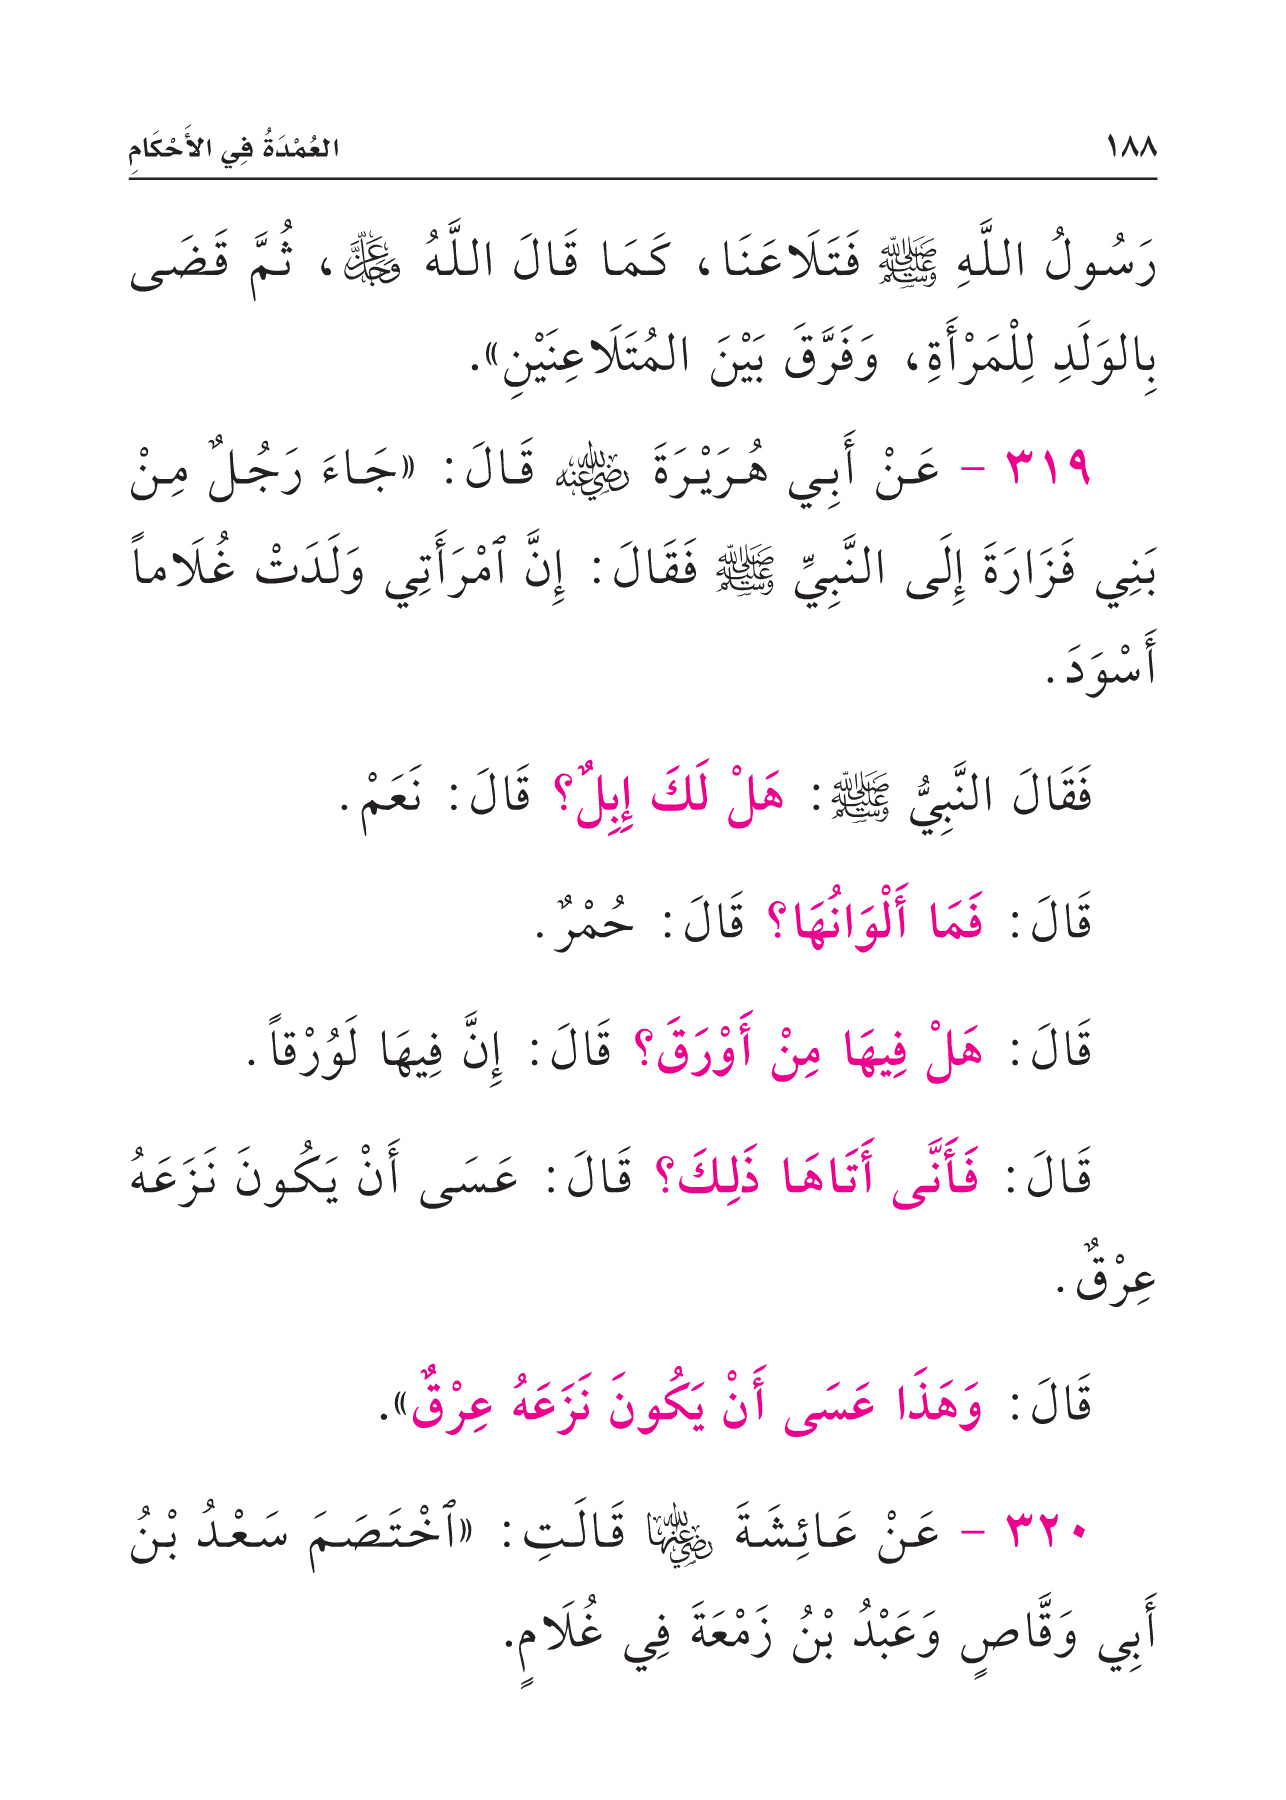 ١٨٨ العُمْدَةُ فِي الأَحْكَامِ
رَسُولُ اللَّهِ ﷺ فَتَلَاعَنَا، كَمَا قَالَ اللَّهُ عَزَّ وَجَلَّ، ثُمَّ قَضَى
بِالوَلَدِ لِلْمَرْأَةِ، وَفَرَّقَ بَيْنَ المُتَلَاعِنَيْنِ».
٣١٩ - عَنْ أَبِي هُرَيْرَةَ رضي الله عنه قَالَ: «جَاءَ رَجُلٌ مِنْ
بَنِي فَزَارَةَ إِلَى النَّبِيِّ ﷺ فَقَالَ: إِنَّ ٱمْرَأَتِي وَلَدَتْ غُلَاماً
أَسْوَدَ.
فَقَالَ النَّبِيُّ ﷺ: هَلْ لَكَ إِبِلٌ؟ قَالَ: نَعَمْ.
قَالَ: فَمَا أَلْوَانُهَا؟ قَالَ: حُمْرٌ.
قَالَ: هَلْ فِيهَا مِنْ أَوْرَقَ؟ قَالَ: إِنَّ فِيهَا لَوُرْقاً.
قَالَ: فَأَنَّى أَتَاهَا ذَلِكَ؟ قَالَ: عَسَى أَنْ يَكُونَ نَزَعَهُ
عِرْقٌ.
قَالَ: وَهَذَا عَسَى أَنْ يَكُونَ نَزَعَهُ عِرْقٌ».
٣٢٠ - عَنْ عَائِشَةَ رضي الله عنها قَالَتِ: «ٱخْتَصَمَ سَعْدُ بْنُ
أَبِي وَقَّاصٍ وَعَبْدُ بْنُ زَمْعَةَ فِي غُلَامٍ.